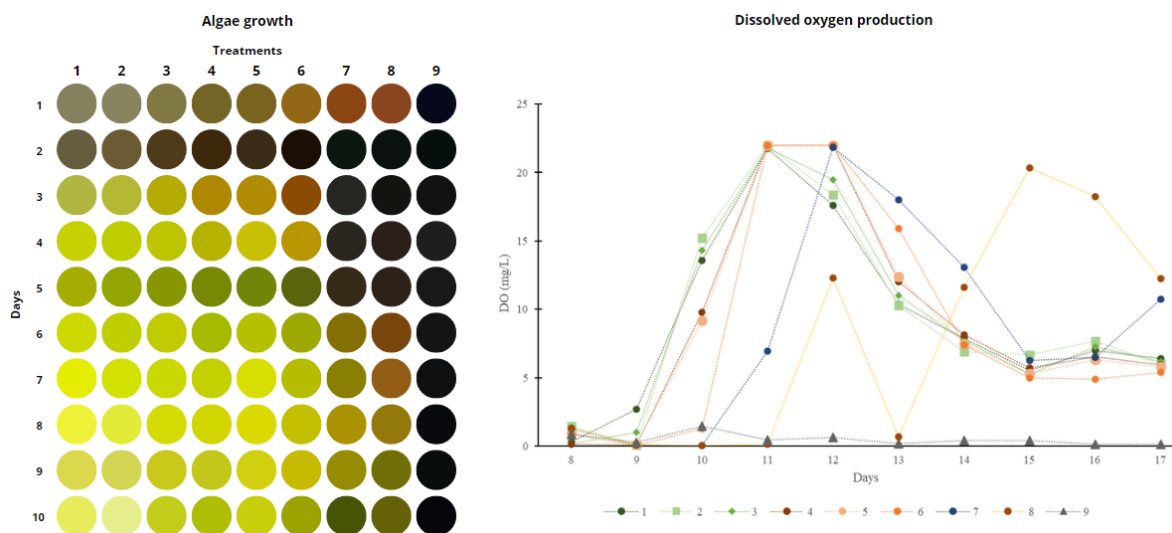 Algae growth
Treatments
1 2 3 4 5 6 7 8 9
1
2
3
4
5
6
7
8
9
10
Days
Dissolved oxygen production
25
20
15
10
5
0
DO (mg/L)
8 9 10 11 12 13 14 15 16 17
Days
1 2 3 4 5 6 7 8 9